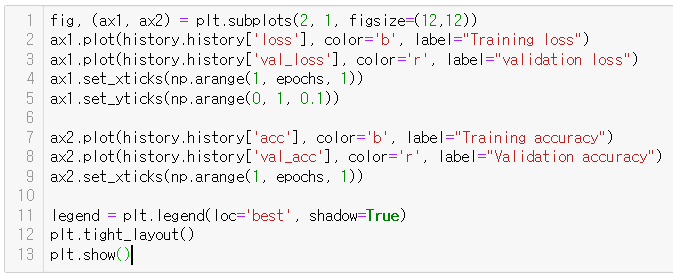 1 fig, (ax1, ax2) = plt.subplots(2, 1, figsize=(12,12))
2 ax1.plot(history.history['loss'], color='b', label="Training loss")
3 ax1.plot(history.history['val_loss'], color='r', label="validation loss")
4 ax1.set_xticks(np.arange(1, epochs, 1))
5 ax1.set_yticks(np.arange(0, 1, 0.1))
6
7 ax2.plot(history.history['acc'], color='b', label="Training accuracy")
8 ax2.plot(history.history['val_acc'], color='r', label="Validation accuracy")
9 ax2.set_xticks(np.arange(1, epochs, 1))
10
11 legend = plt.legend(loc='best', shadow=True)
12 plt.tight_layout()
13 plt.show()